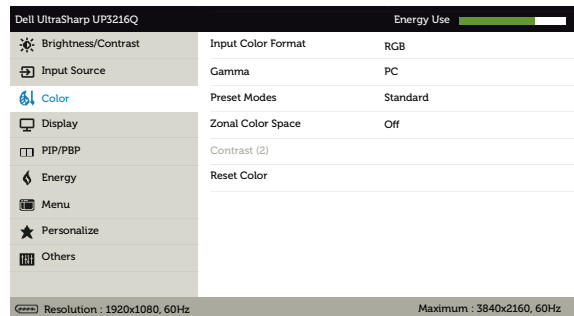 Dell UltraSharp UP3216Q Energy Use
Brightness/Contrast Input Color Format RGB
Input Source Gamma PC
Color Preset Modes Standard
Display Zonal Color Space Off
PIP/PBP Contrast (2)
Energy Reset Color
Menu
Personalize
Others
Resolution : 1920x1080, 60Hz Maximum : 3840x2160, 60Hz